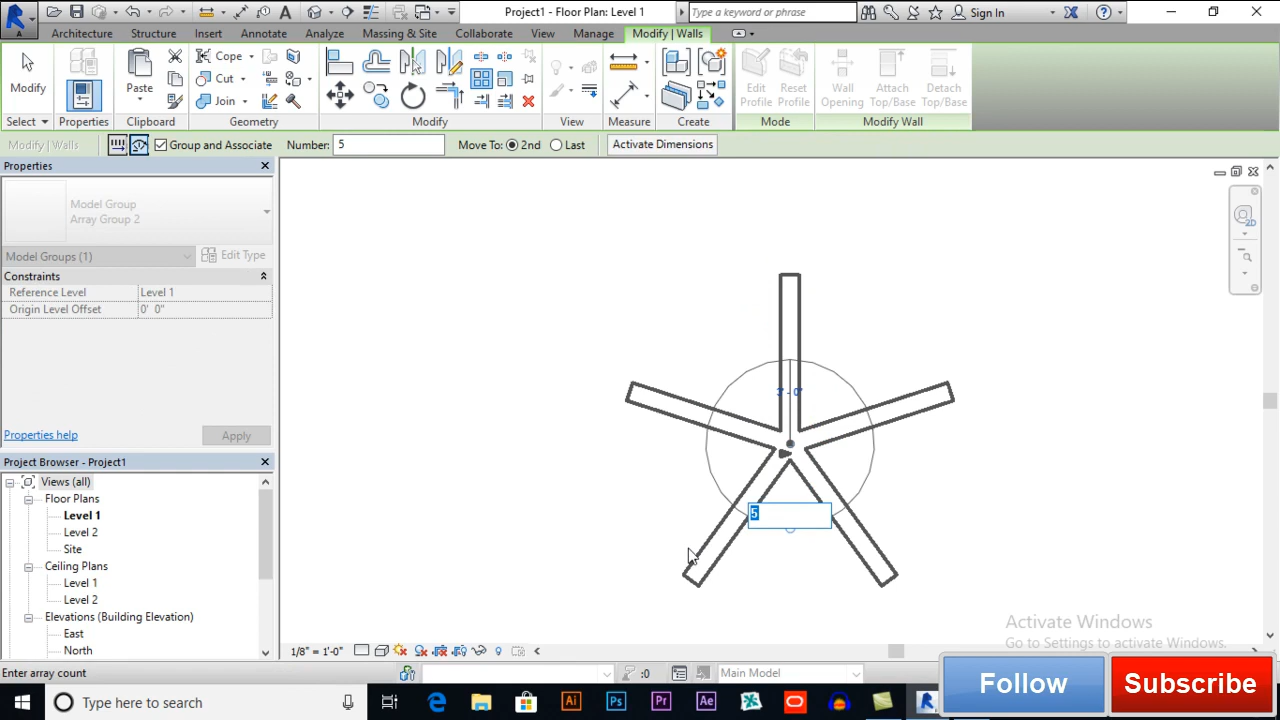 Project1 - Floor Plan: Level 1
Type a keyword or phrase
Sign In
Architecture Structure Insert Annotate Analyze Massing & Site Collaborate View Manage Modify | Walls
Modify
Select
Properties
Paste
Clipboard
Cope
Cut
Join
Geometry
Modify
View
Measure
Create
Edit Profile
Reset Profile
Mode
Wall Opening
Attach Top/Base
Detach Top/Base
Modify Wall
Modify | Walls
Group and Associate
Number: 5
Move To: 2nd Last
Activate Dimensions
Properties
Model Group
Array Group 2
Model Groups (1)
Edit Type
Constraints
Reference Level Level 1
Origin Level Offset 0' 0"
Properties help
Apply
Project Browser - Project1
Views (all)
Floor Plans
Level 1
Level 2
Site
Ceiling Plans
Level 1
Level 2
Elevations (Building Elevation)
East
North
5
1/8" = 1'-0"
Activate Windows
Go to Settings to activate Windows.
Enter array count
:0
Main Model
Follow
Subscribe
Type here to search
Ai
Ps
Pr
Ae
R